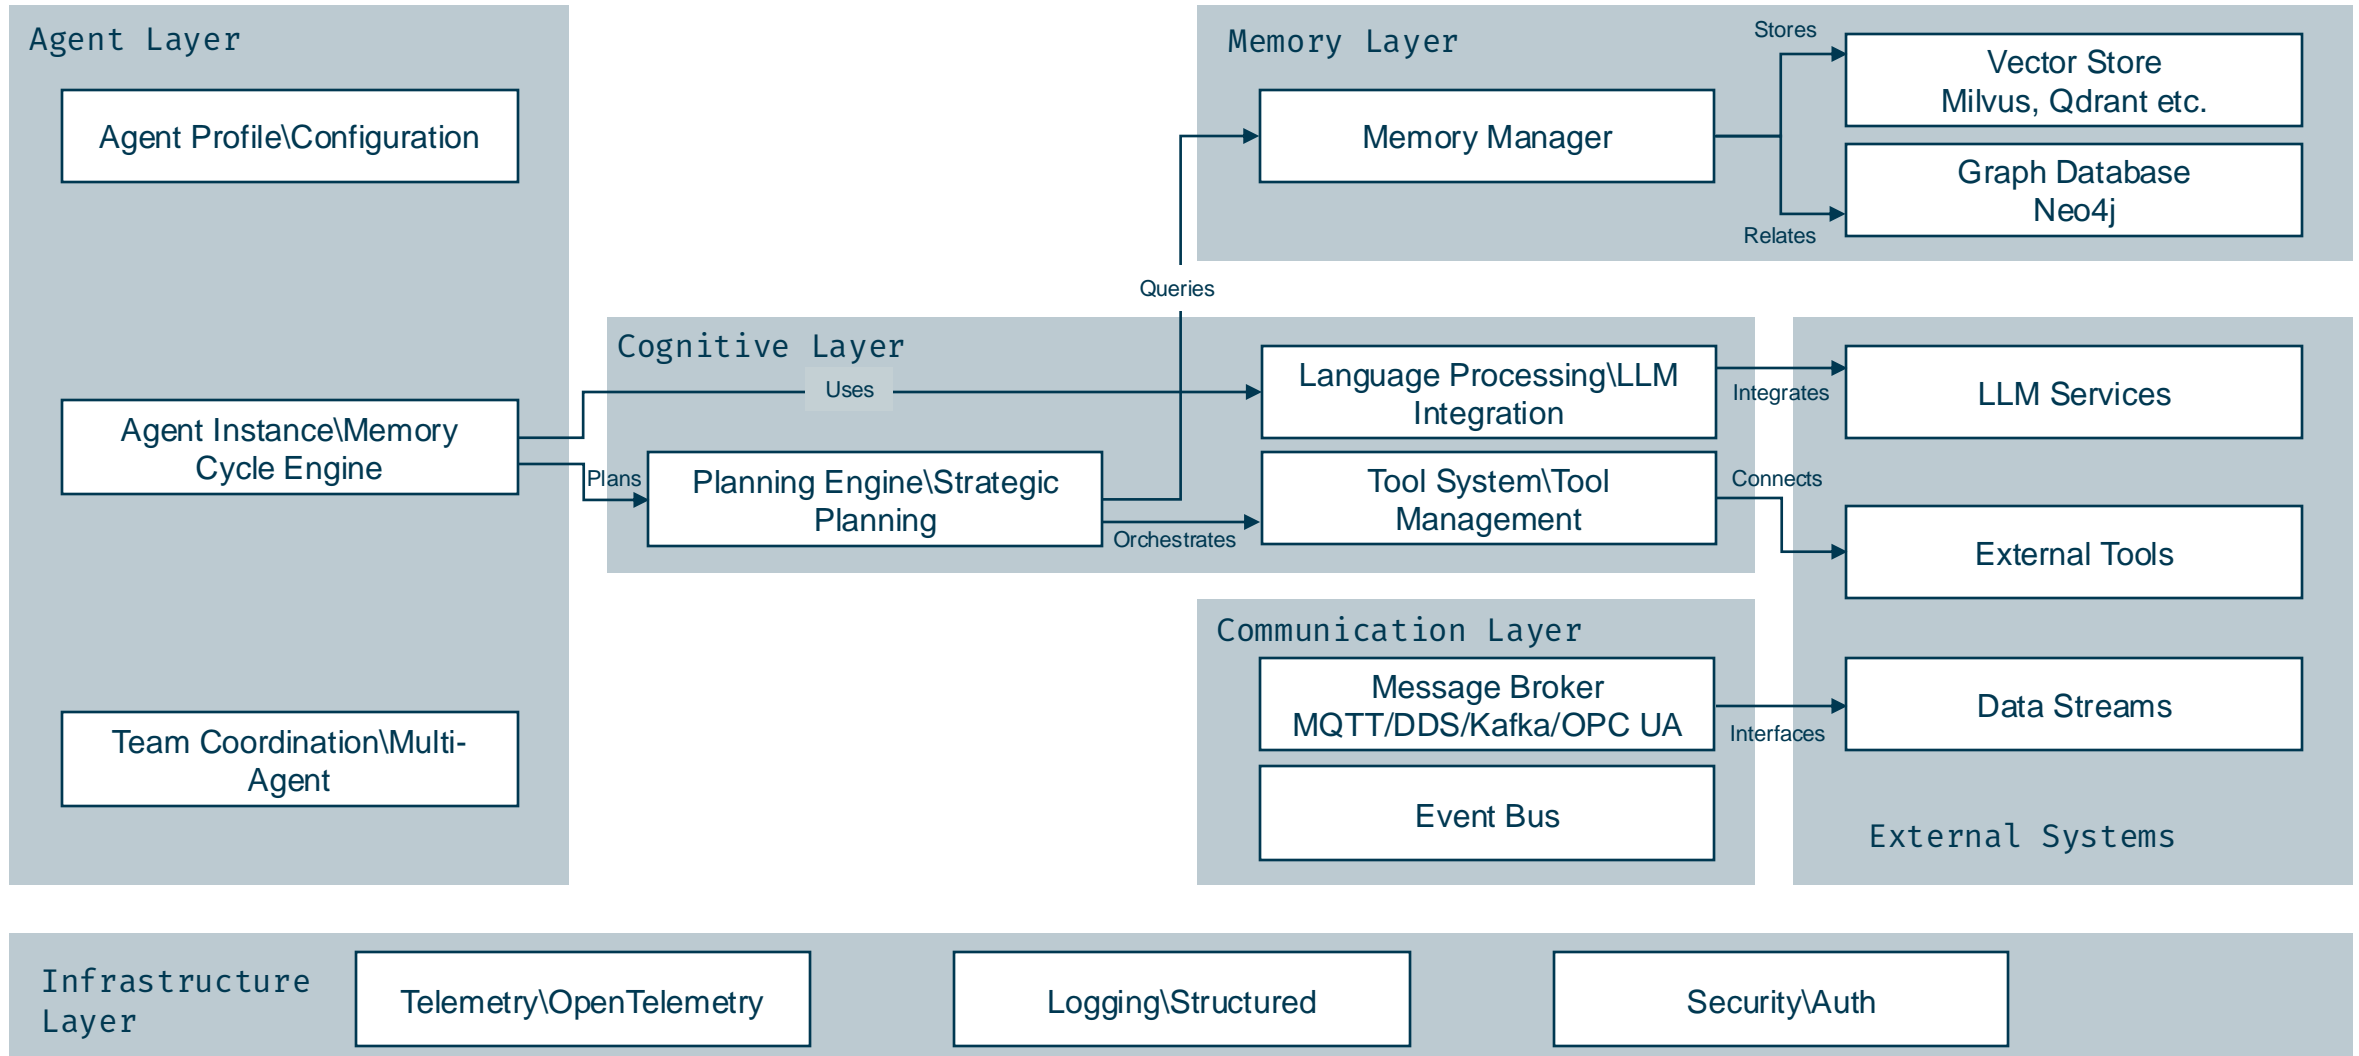 Agent Layer
Agent Profile\Configuration
Agent Instance\Memory
Cycle Engine
Team Coordination\Multi-
Agent
Memory Layer
Memory Manager
Stores
Relates
Vector Store
Milvus, Qdrant etc.
Graph Database
Neo4j
Queries
Cognitive Layer
Uses
Plans
Planning Engine\Strategic
Planning
Orchestrates
Language Processing\LLM
Integration
Tool System\Tool
Management
Integrates
Connects
LLM Services
External Tools
Communication Layer
Message Broker
MQTT/DDS/Kafka/OPC UA
Event Bus
Interfaces
Data Streams
External Systems
Infrastructure
Layer
Telemetry\OpenTelemetry
Logging\Structured
Security\Auth